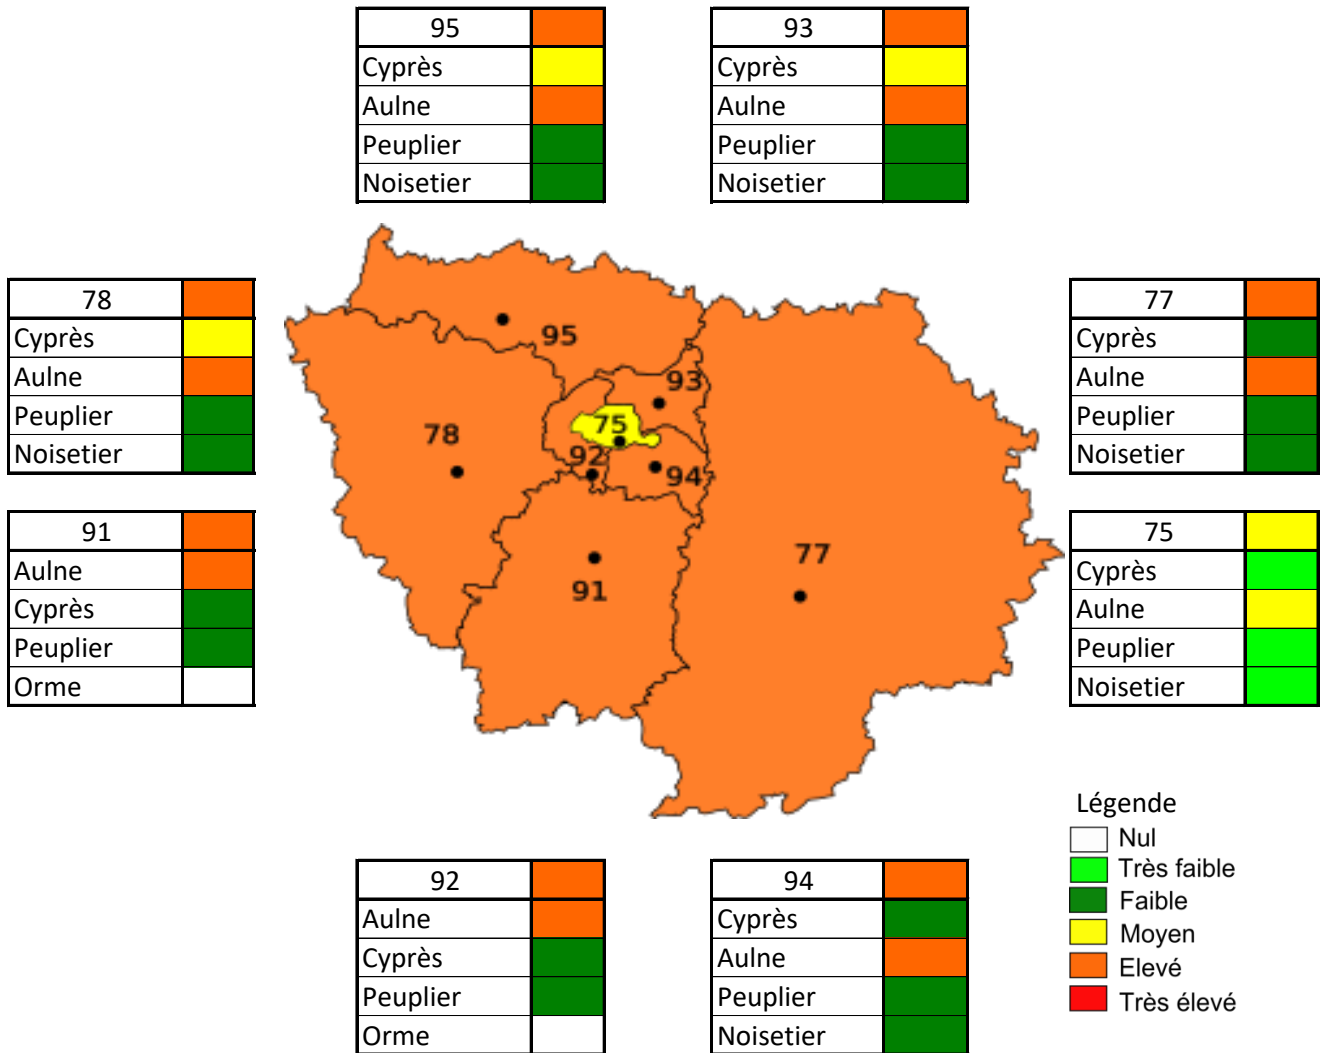 95
Cyprès
Aulne
Peuplier
Noisetier
93
Cyprès
Aulne
Peuplier
Noisetier
78
Cyprès
Aulne
Peuplier
Noisetier
91
Aulne
Cyprès
Peuplier
Orme
95
93
75
78
92
94
77
91
77
Cyprès
Aulne
Peuplier
Noisetier
75
Cyprès
Aulne
Peuplier
Noisetier
92
Aulne
Cyprès
Peuplier
Orme
94
Cyprès
Aulne
Peuplier
Noisetier
Légende
Nul
Très faible
Faible
Moyen
Elevé
Très élevé